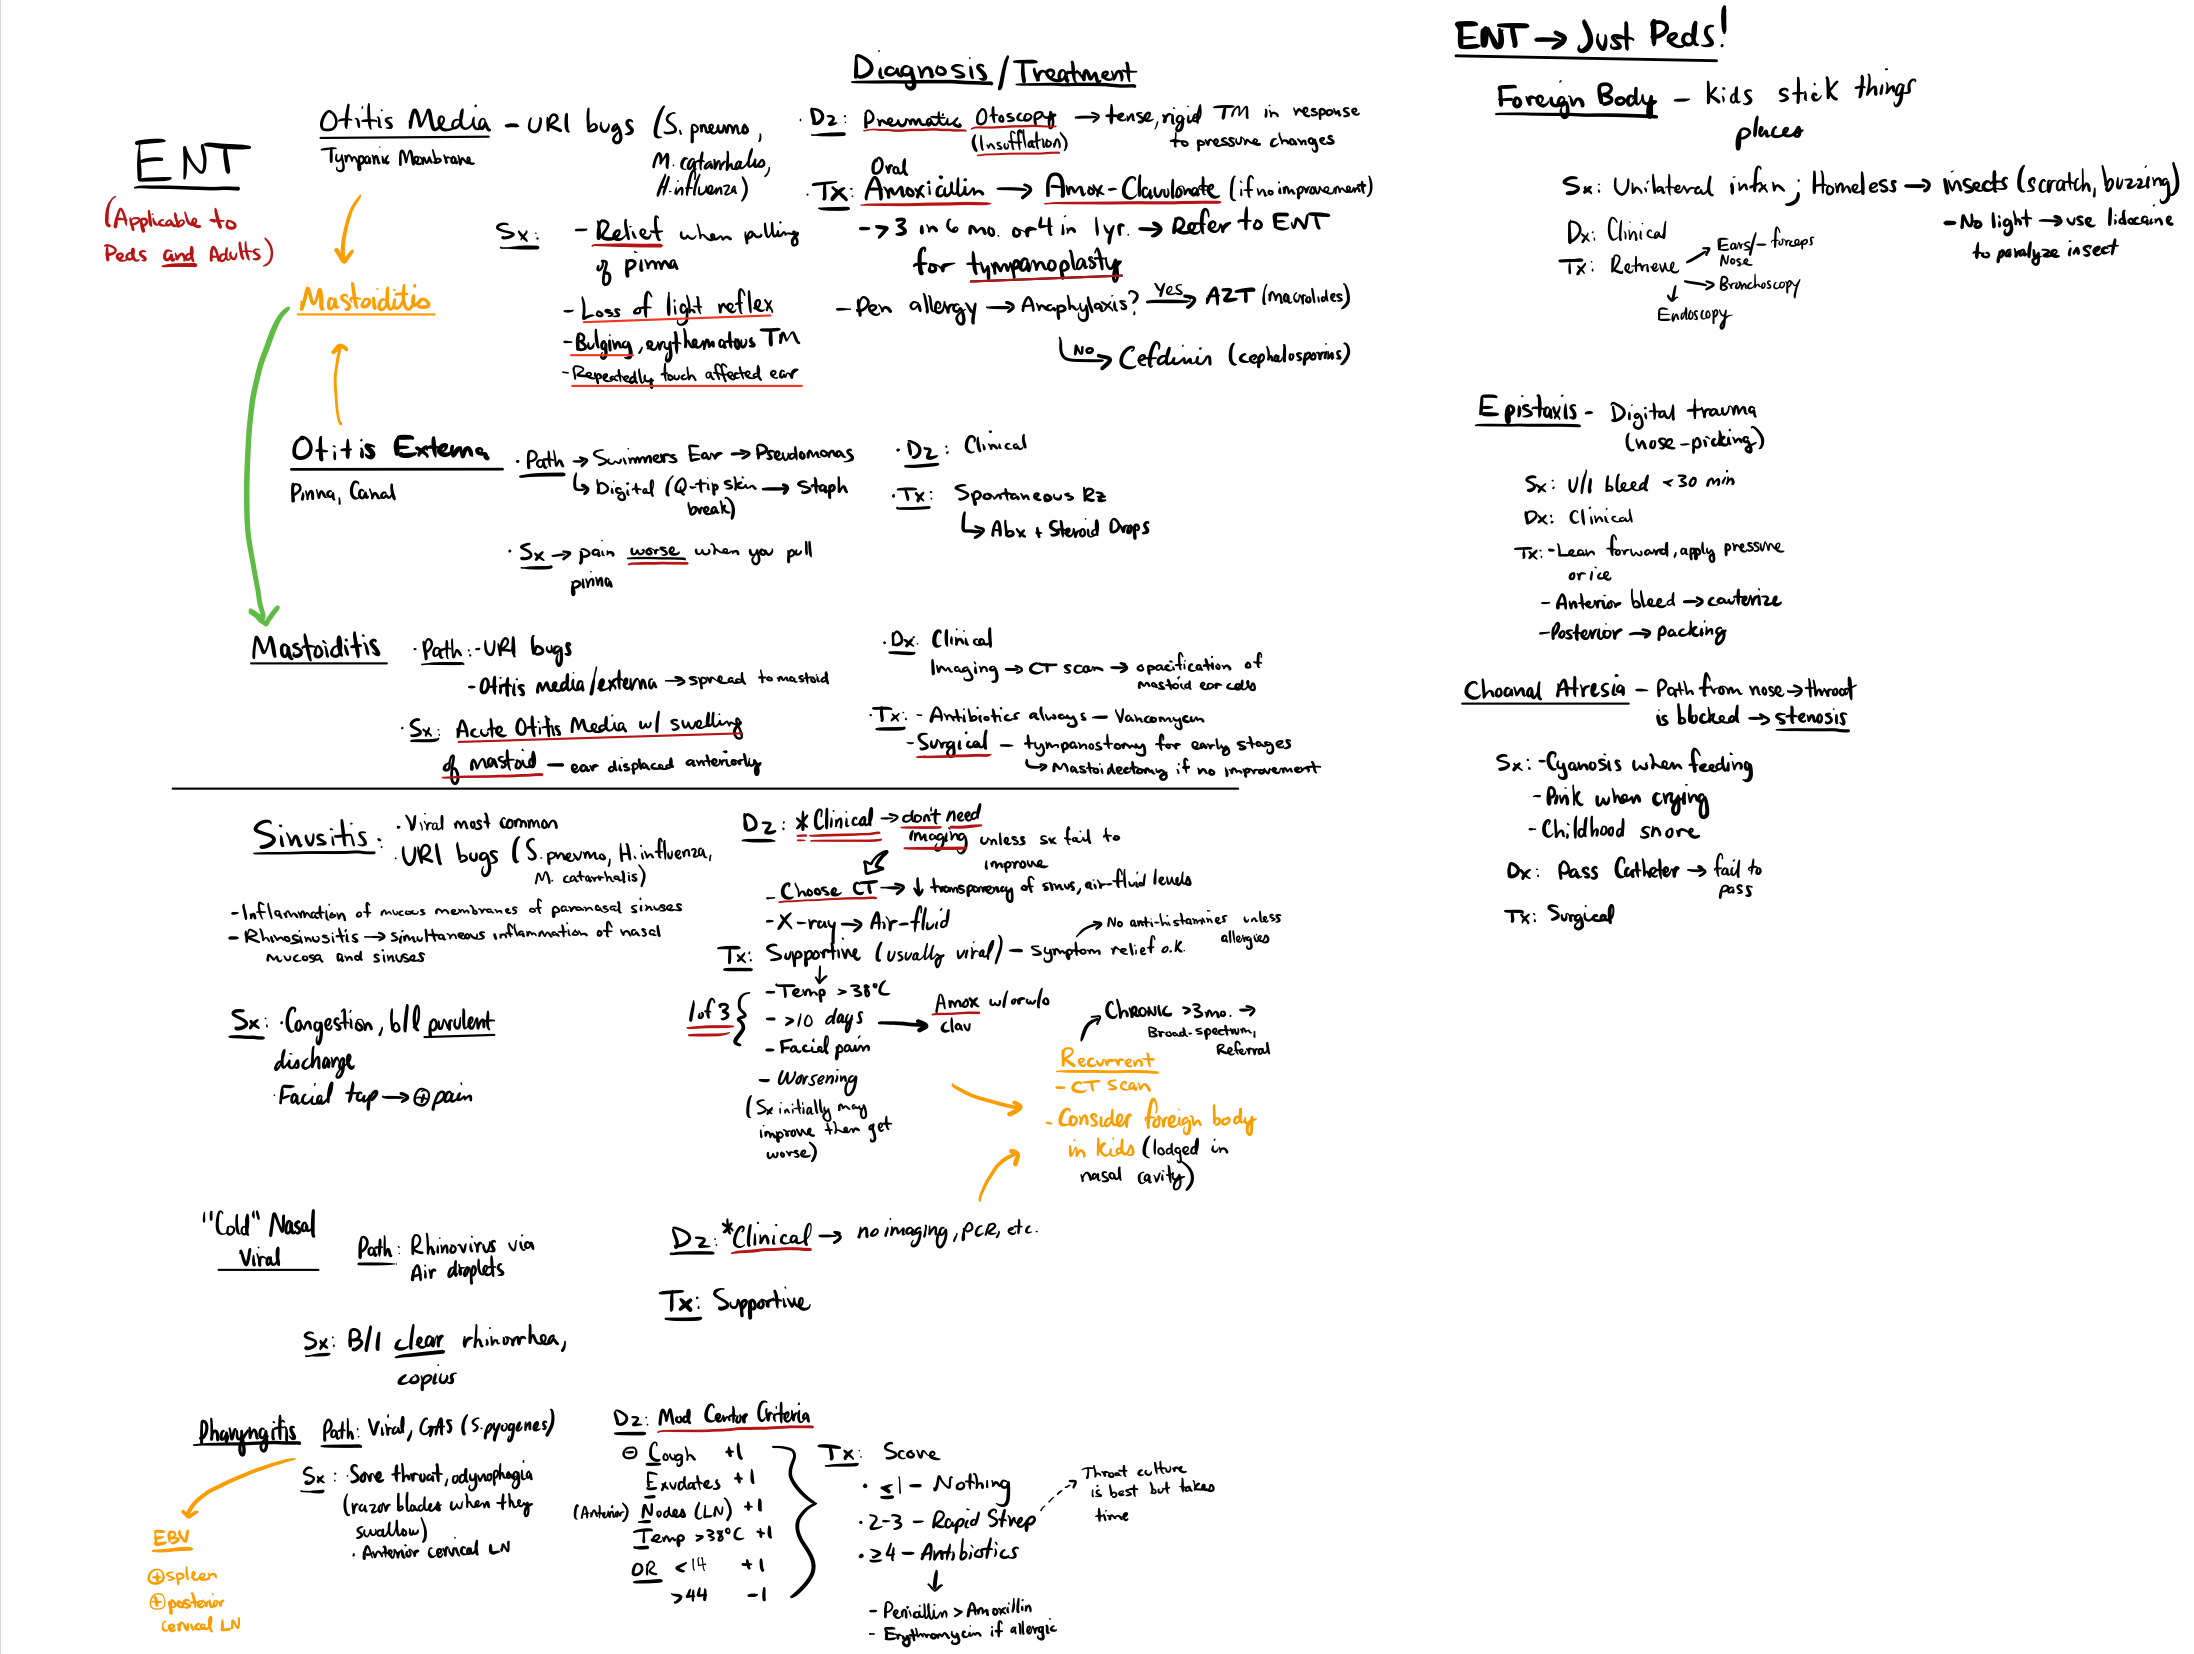 ENT
(Applicable to
Peds and Adults)
Otitis Media - URI bugs (S. pneumo,
Tympanic Membrane
M. catarrhalis,
H. influenza)
Sx: - Relief when pulling
of pinna
- Loss of light reflex
- Bulging, erythematous TM
- Repeatedly touch affected ear
Diagnosis / Treatment
· Dz: Pneumatic Otoscopy → tense, rigid TM in response
(Insufflation) to pressure changes
Oral
· Tx: Amoxicillin → Amox-Clavulonate (if no improvement)
- >3 in 6 mo. or 4 in 1 yr. → Refer to ENT
for tympanoplasty
- Pen allergy → Anaphylaxis? Yes → AZT (macrolides)
NO → Cefdinir (cephalosporins)
Mastoiditis
Otitis Externa
Pinna, Canal
· Path → Swimmers Ear → Pseudomonas
↳ Digital (Q-tip skin → Staph
break)
· Sx → pain worse when you pull
pinna
· Dz: Clinical
· Tx: Spontaneous Rz
↳ Abx + Steroid Drops
Mastoiditis
· Path: - URI bugs
- Otitis media/externa → spread to mastoid
· Sx: Acute Otitis Media w/ swelling
of mastoid - ear displaced anteriorly
· Dx: Clinical
Imaging → CT scan → opacification of
mastoid ear cells
· Tx: - Antibiotics always - Vancomycin
- Surgical - tympanostomy for early stages
↳ Mastoidectomy if no improvement
Sinusitis:
· Viral most common
· URI bugs (S. pneumo, H. influenza,
M. catarrhalis)
- Inflammation of mucous membranes of paranasal sinuses
- Rhinosinusitis → simultaneous inflammation of nasal
mucosa and sinuses
Sx: · Congestion, b/l purulent
discharge
· Facial tap → ⊕ pain
Dz: * Clinical → don't need
imaging unless sx fail to
improve
- Choose CT → ↓ transparency of sinus, air-fluid levels
- X-ray → Air-fluid
→ No anti-histamines unless
allergies
Tx: Supportive (usually viral) - symptom relief o.k.
1 of 3 {
- Temp >38°C
- >10 days → Amox w/ or w/o
clav
- Facial pain
- Worsening
(Sx initially may
improve then get
worse)
CHRONIC >3 mo. →
Broad-spectrum,
Referral
Recurrent
- CT scan
- Consider foreign body
in kids (lodged in
nasal cavity)
"Cold" Nasal
Viral
Path: Rhinovirus via
Air droplets
Sx: B/l clear rhinorrhea,
copius
Dz: *Clinical → no imaging, PCR, etc.
Tx: Supportive
Pharyngitis
Path: Viral, GAS (S. pyogenes)
Sx: · Sore throat, odynophagia
(razor blades when they
swallow)
· Anterior cervical LN
EBV
⊕ spleen
⊕ posterior
cervical LN
Dz: Mod Centor Criteria
⊖ Cough +1
Exudates +1
(Anterior) Nodes (LN) +1
Temp >38°C +1
OR <14 +1
>44 -1
Tx: Score
· ≤1 - Nothing
· 2-3 - Rapid Strep
· ≥4 - Antibiotics
Throat culture
is best but takes
time
- Penicillin > Amoxillin
- Erythromycin if allergic
ENT → Just Peds!
Foreign Body - kids stick things
places
Sx: Unilateral infxn; Homeless → insects (scratch, buzzing)
- No light → use lidocaine
to paralyze insect
Dx: Clinical
Tx: Retrieve → Ears/ - forceps
Nose
→ Bronchoscopy
↓
Endoscopy
Epistaxis - Digital trauma
(nose-picking)
Sx: U/l bleed <30 min
Dx: Clinical
Tx: - Lean forward, apply pressure
or ice
- Anterior bleed → cauterize
- Posterior → packing
Choanal Atresia - Path from nose → throat
is blocked → stenosis
Sx: - Cyanosis when feeding
- Pink when crying
- Childhood snore
Dx: Pass Catheter → fail to
pass
Tx: Surgical